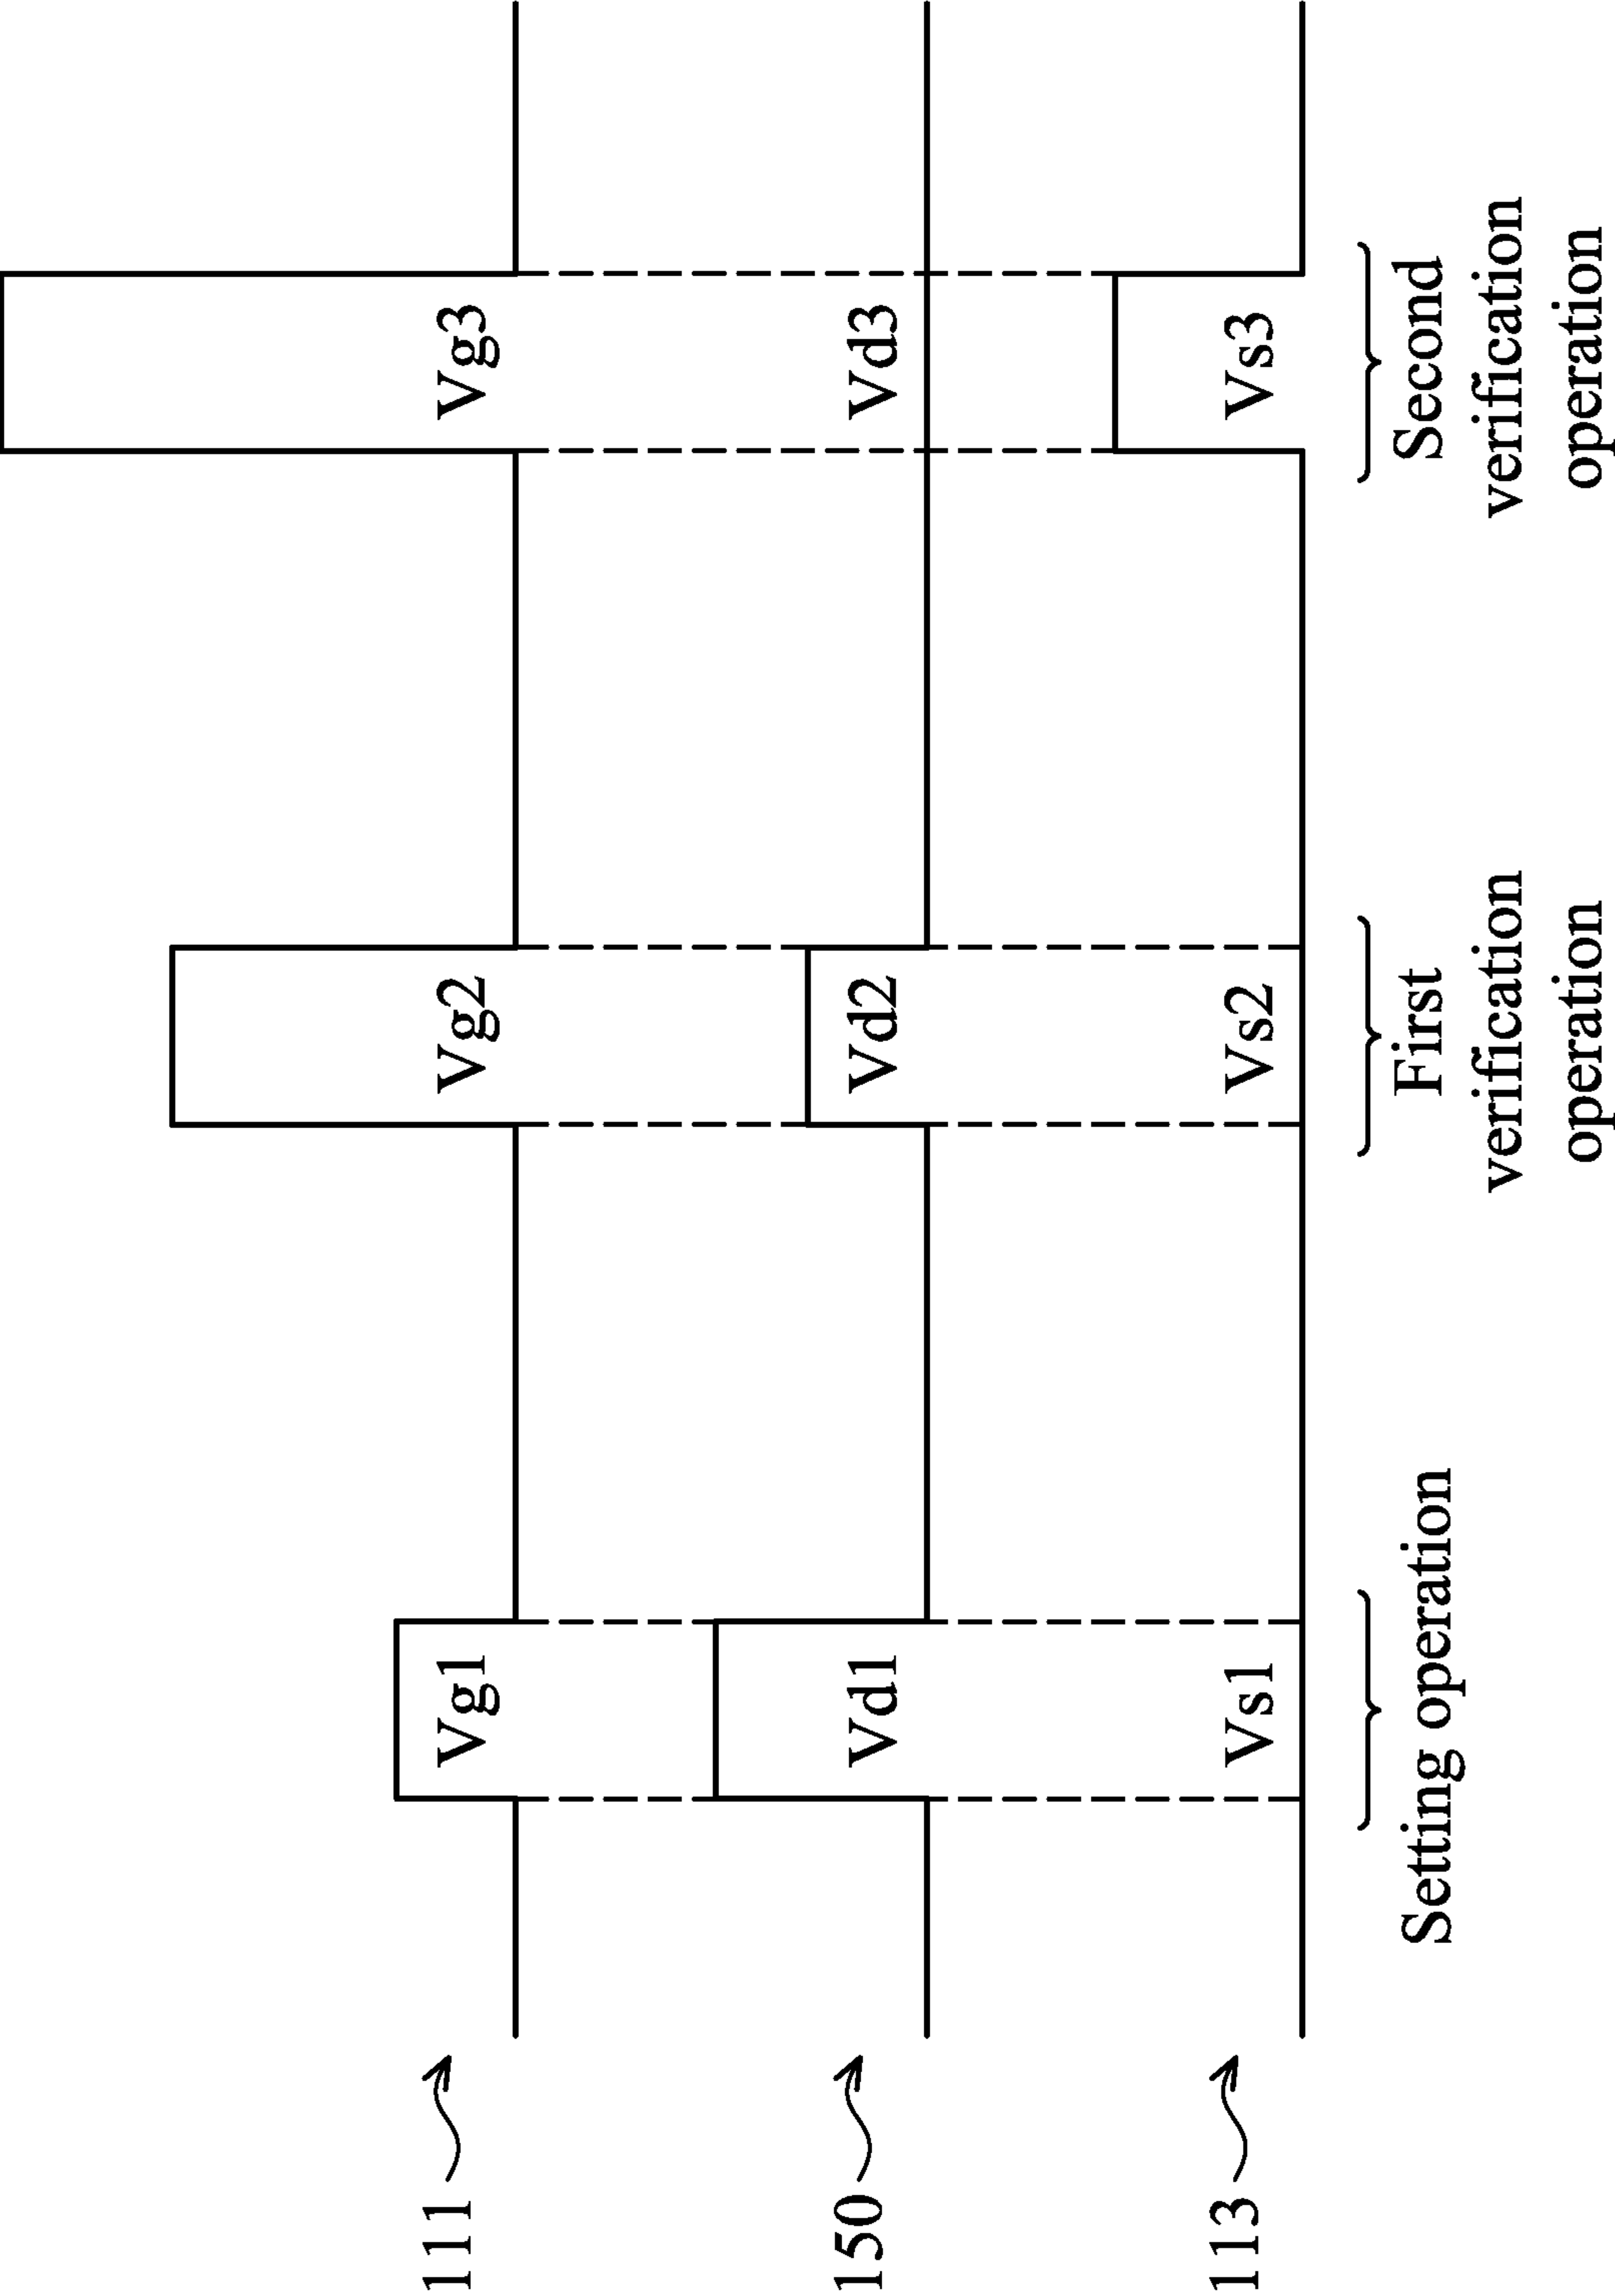 111
Vg1
Vg2
Vg3
150
Vd1
Vd2
Vd3
113
Vs1
Vs2
Vs3
Setting operation
First
verification
operation
Second
verification
operation